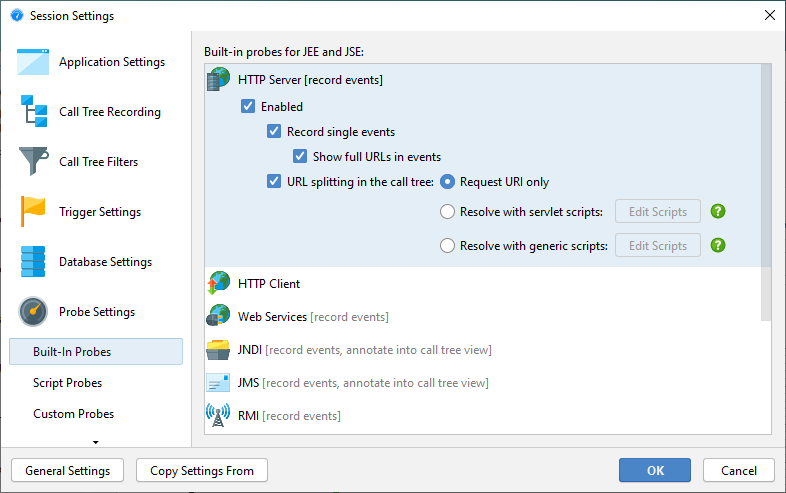 Session Settings
Application Settings
Call Tree Recording
Call Tree Filters
Trigger Settings
Database Settings
Probe Settings
Built-In Probes
Script Probes
Custom Probes
Built-in probes for JEE and JSE:
HTTP Server [record events]
Enabled
Record single events
Show full URLs in events
URL splitting in the call tree: Request URI only
Resolve with servlet scripts: Edit Scripts ?
Resolve with generic scripts: Edit Scripts ?
HTTP Client
Web Services [record events]
JNDI [record events, annotate into call tree view]
JMS [record events, annotate into call tree view]
RMI [record events]
General Settings Copy Settings From OK Cancel